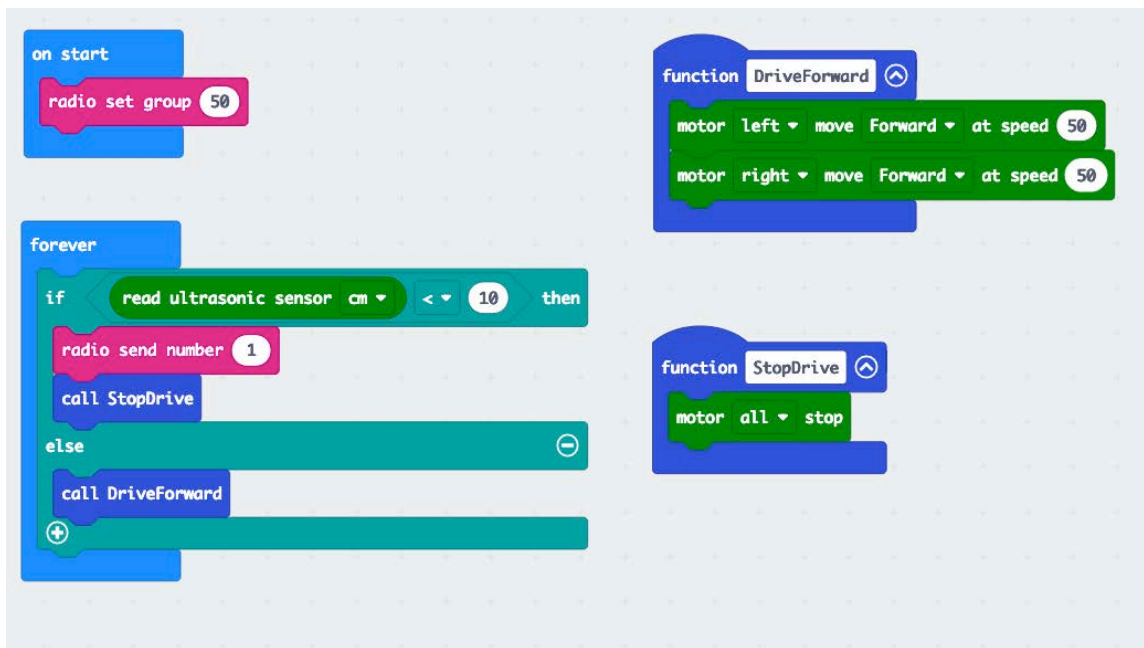 on start
radio set group 50
forever
if read ultrasonic sensor cm < 10 then
radio send number 1
call StopDrive
else
call DriveForward
function DriveForward
motor left move Forward at speed 50
motor right move Forward at speed 50
function StopDrive
motor all stop